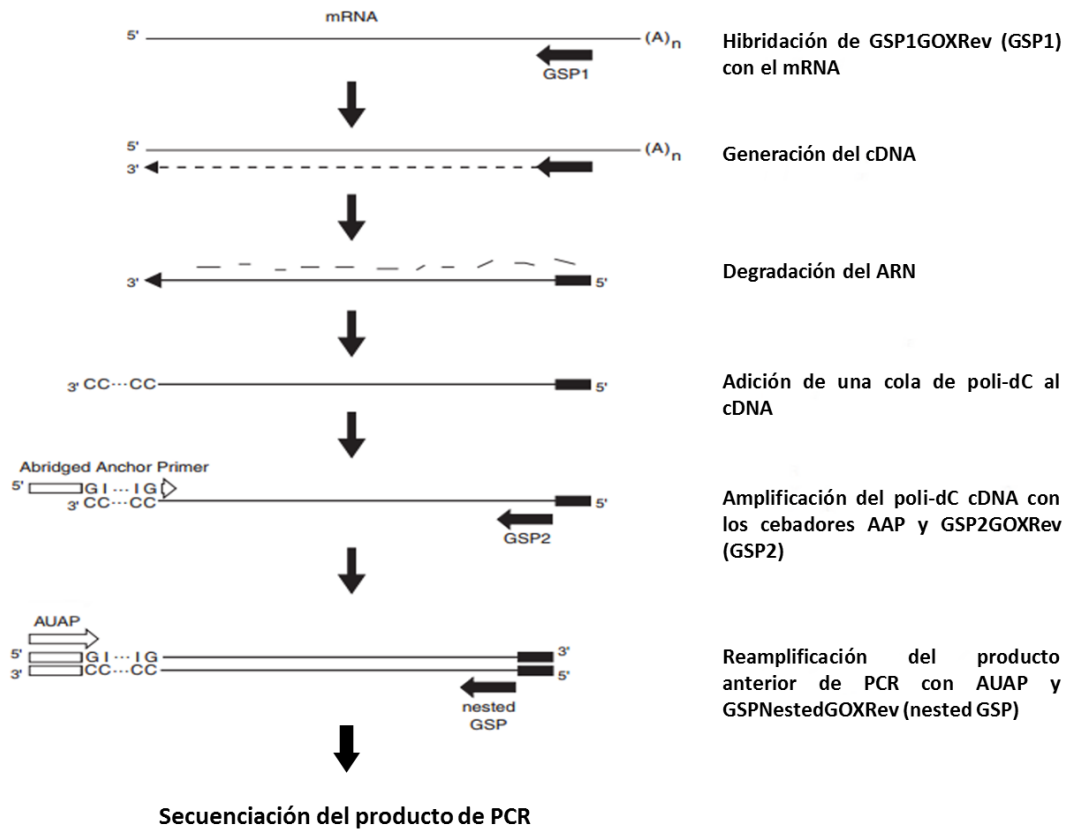 mRNA
5'
(A)n
GSP1
Hibridación de GSP1GOXRev (GSP1)
con el mRNA
5'
(A)n
3'
Generación del cDNA
3'
5'
Degradación del ARN
3' CC···CC
5'
Adición de una cola de poli-dC al
cDNA
Abridged Anchor Primer
5'
GI···IG
3' CC···CC
5'
GSP2
Amplificación del poli-dC cDNA con
los cebadores AAP y GSP2GOXRev
(GSP2)
AUAP
5'
GI···IG
3'
3'
CC···CC
5'
nested
GSP
Reamplificación del producto
anterior de PCR con AUAP y
GSPNestedGOXRev (nested GSP)
Secuenciación del producto de PCR